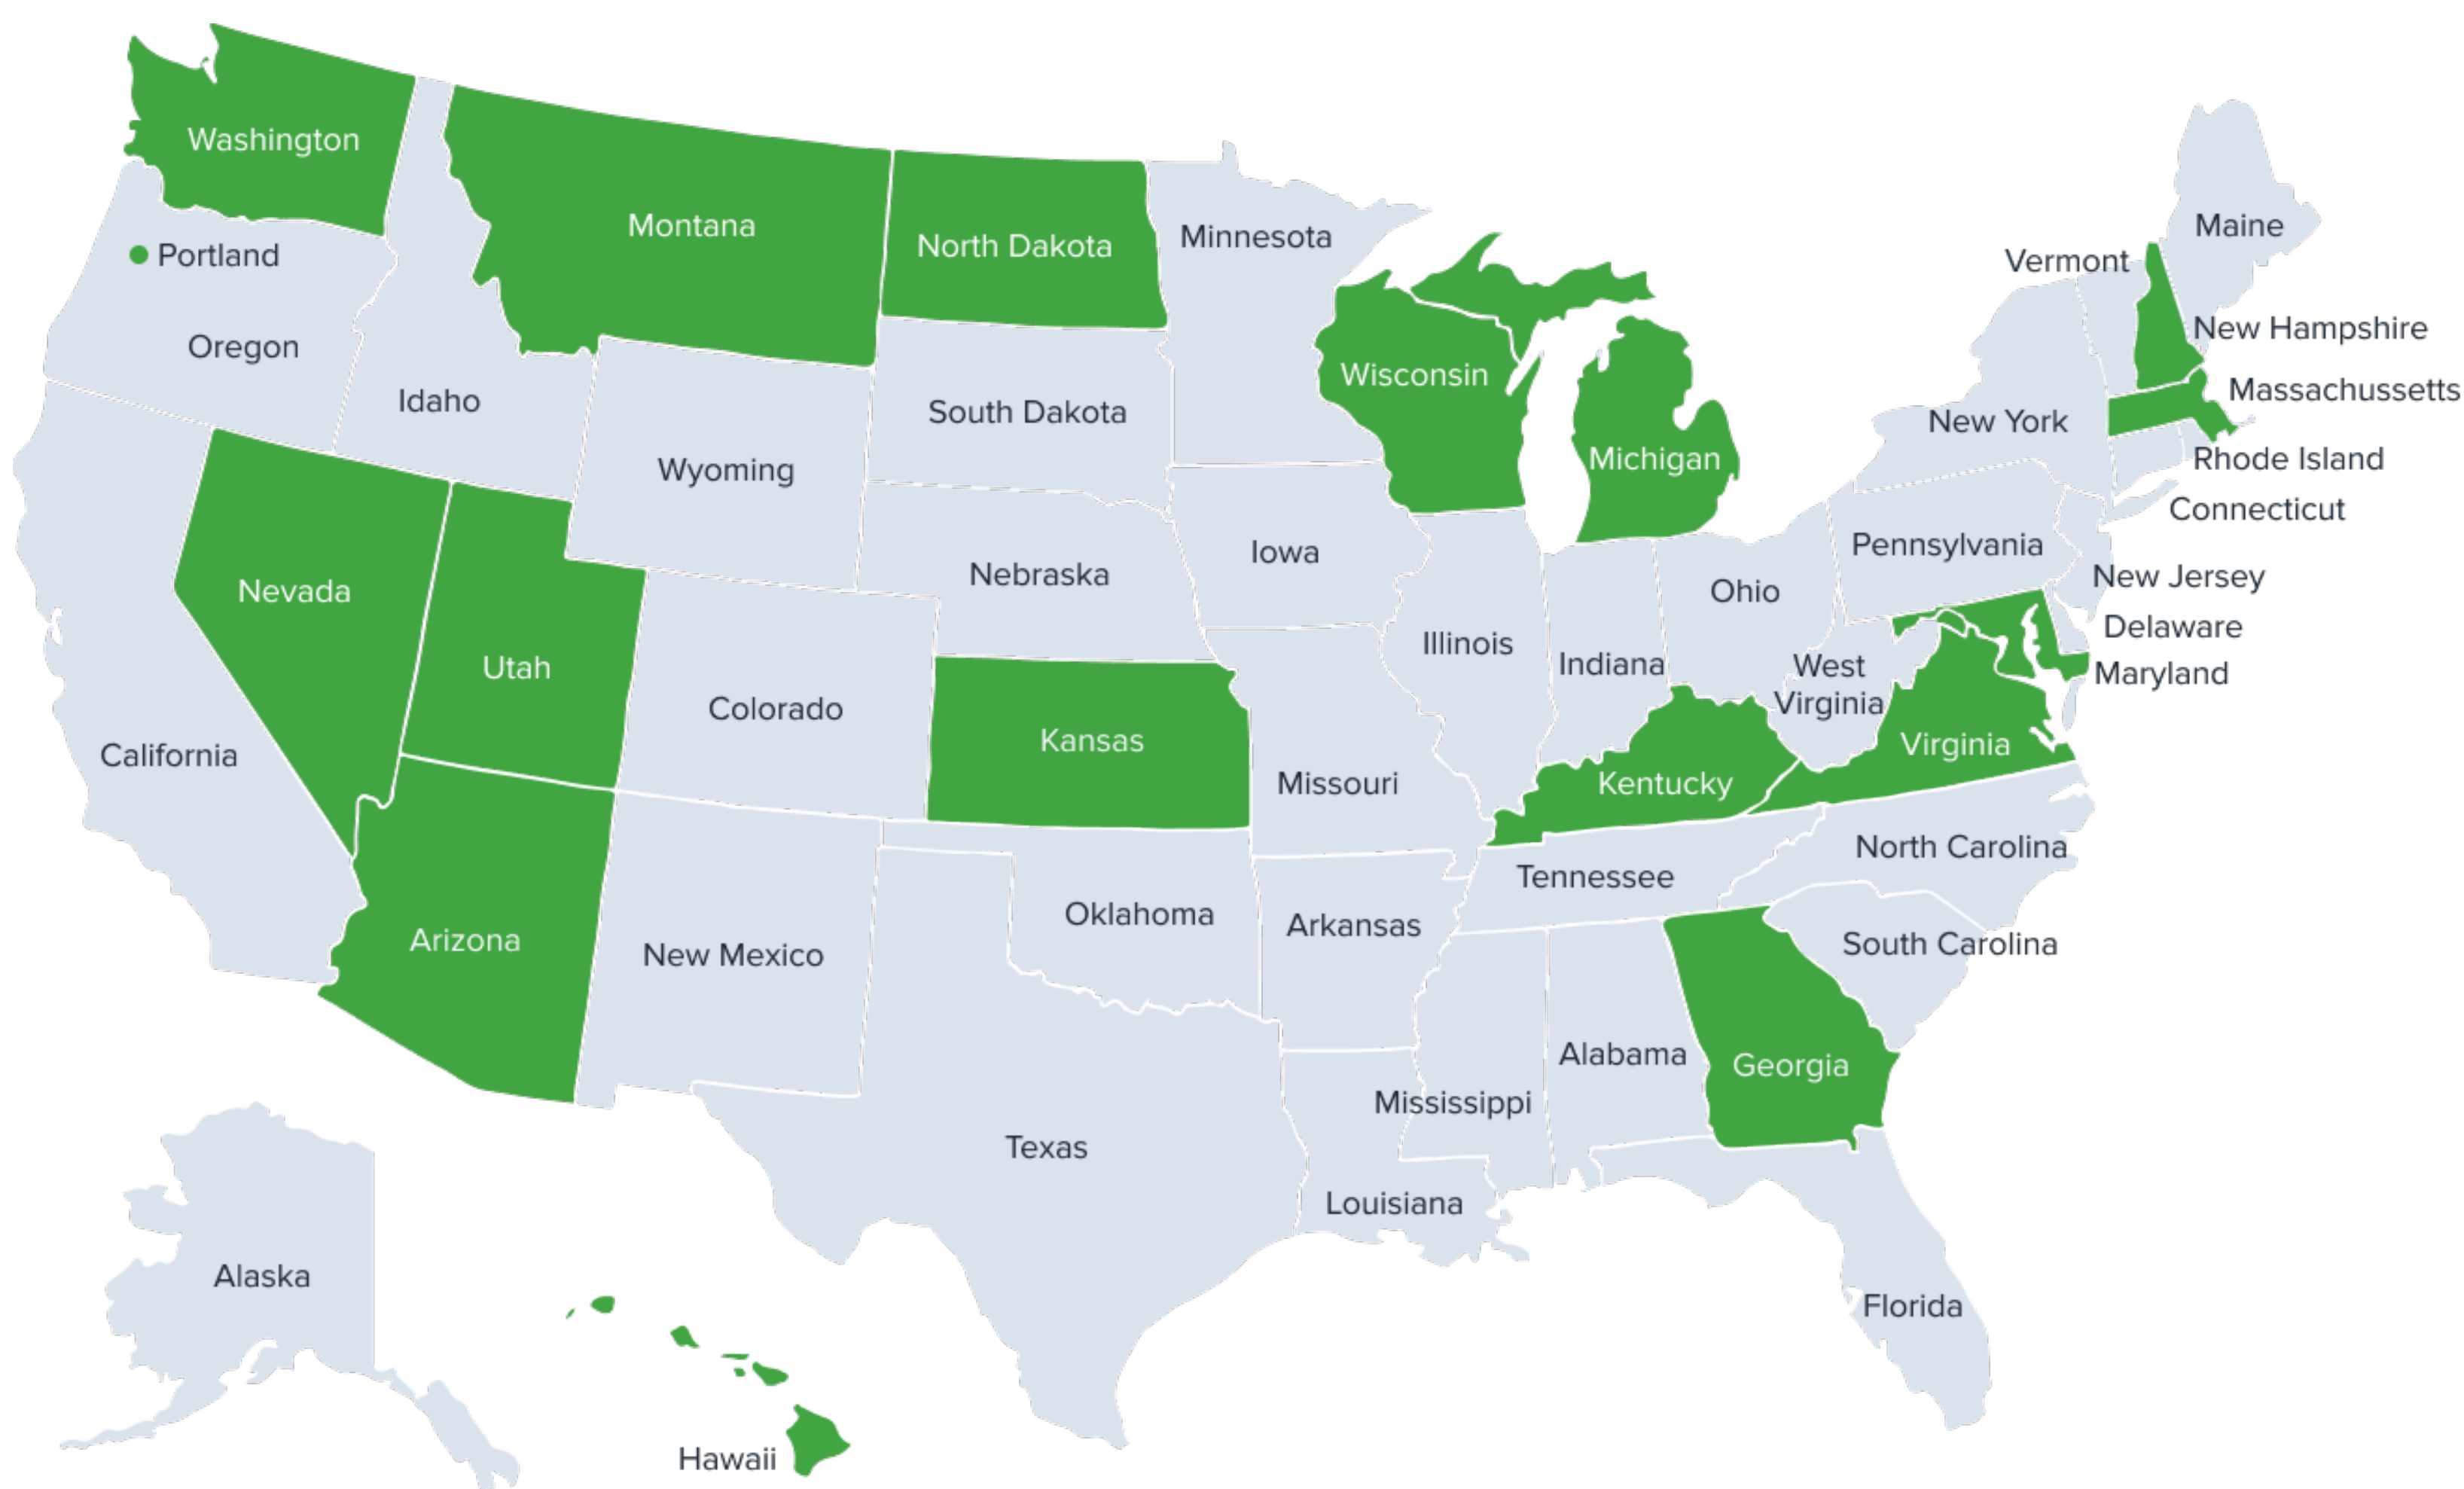 Washington
Montana
North Dakota
Minnesota
Maine
Vermont
Portland
New Hampshire
Oregon
Wisconsin
Massachussetts
Idaho
South Dakota
New York
Wyoming
Michigan
Rhode Island
Connecticut
Pennsylvania
Iowa
Nebraska
New Jersey
Nevada
Ohio
Delaware
Illinois
Utah
Indiana
West
Virginia
Maryland
Colorado
Kansas
Virginia
California
Missouri
Kentucky
North Carolina
Tennessee
Oklahoma
Arkansas
Arizona
New Mexico
South Carolina
Alabama
Georgia
Mississippi
Texas
Louisiana
Alaska
Florida
Hawaii